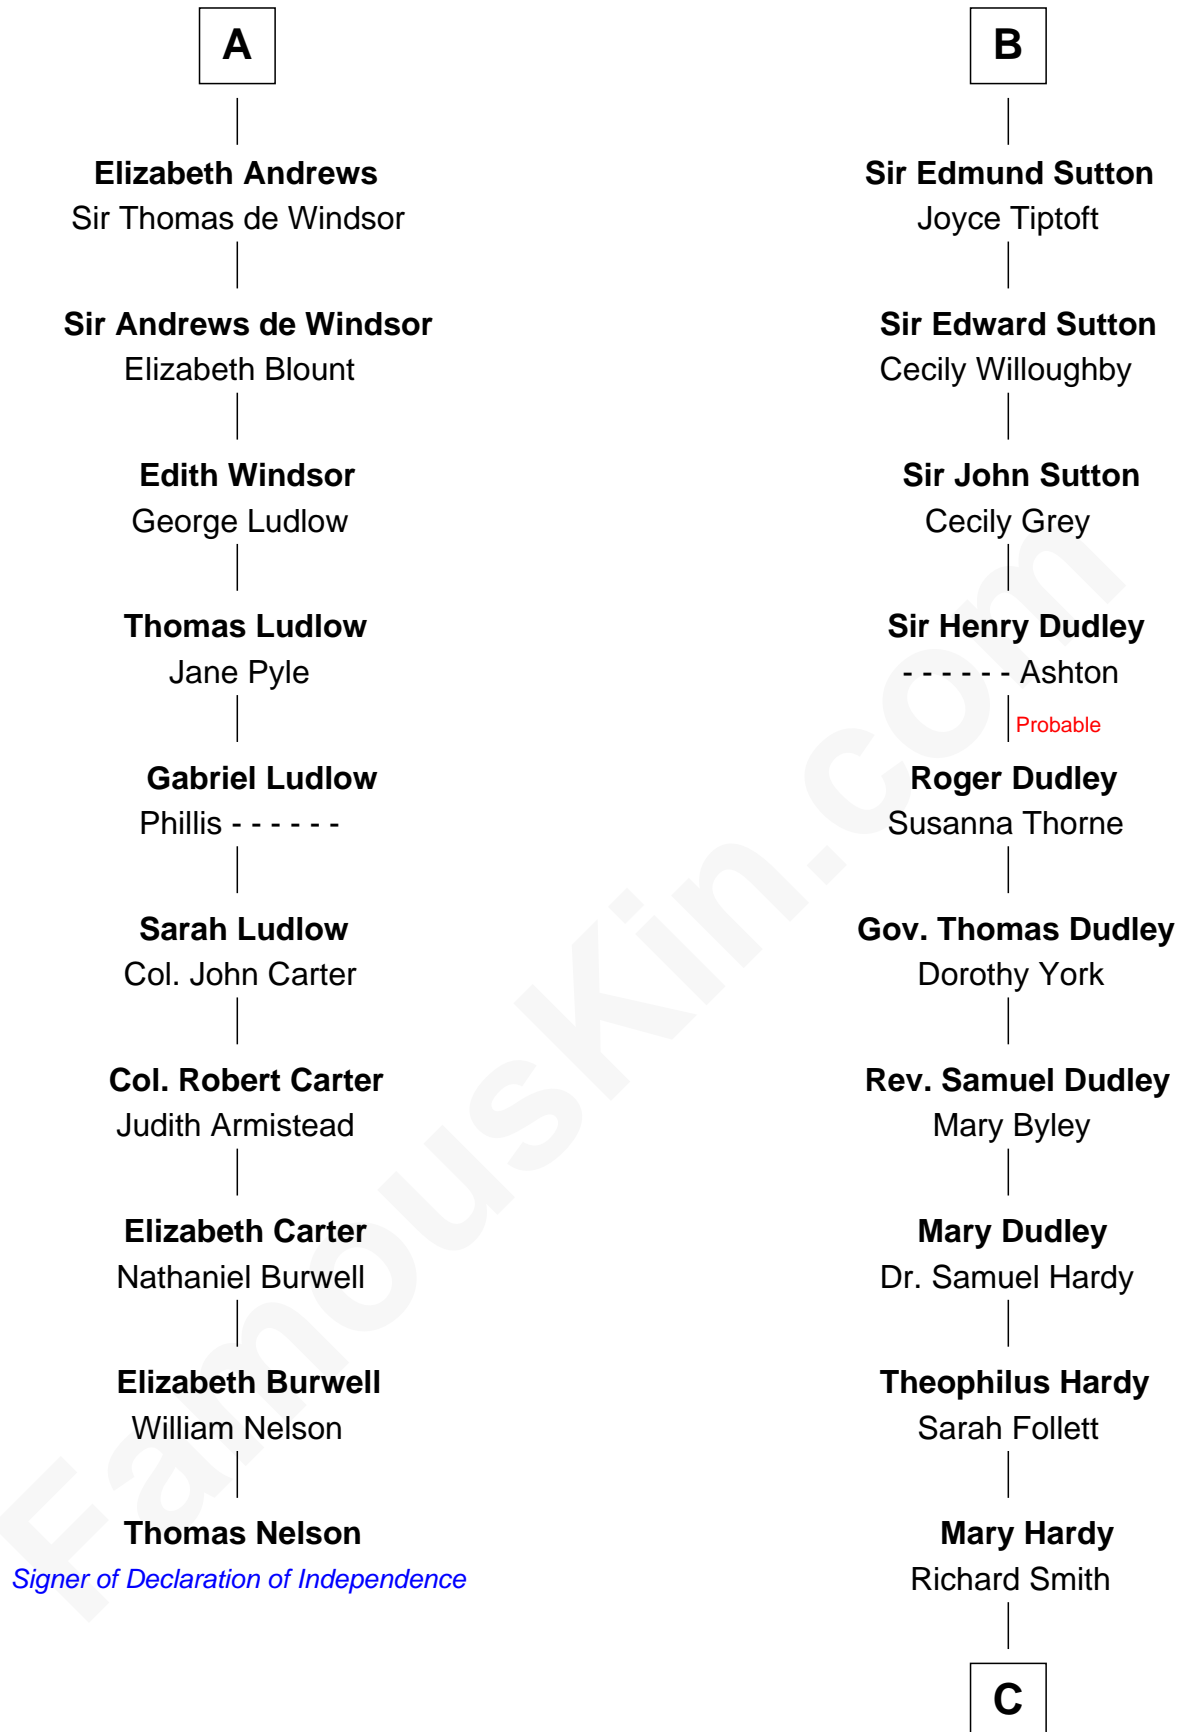 A
Elizabeth Andrews
Sir Thomas de Windsor
Sir Andrews de Windsor
Elizabeth Blount
Edith Windsor
George Ludlow
Thomas Ludlow
Jane Pyle
Gabriel Ludlow
Phillis - - - - - -
Sarah Ludlow
Col. John Carter
Col. Robert Carter
Judith Armistead
Elizabeth Carter
Nathaniel Burwell
Elizabeth Burwell
William Nelson
Thomas Nelson
Signer of Declaration of Independence
B
Sir Edmund Sutton
Joyce Tiptoft
Sir Edward Sutton
Cecily Willoughby
Sir John Sutton
Cecily Grey
Sir Henry Dudley
- - - - - - Ashton
Probable
Roger Dudley
Susanna Thorne
Gov. Thomas Dudley
Dorothy York
Rev. Samuel Dudley
Mary Byley
Mary Dudley
Dr. Samuel Hardy
Theophilus Hardy
Sarah Follett
Mary Hardy
Richard Smith
C
FamousKin.com